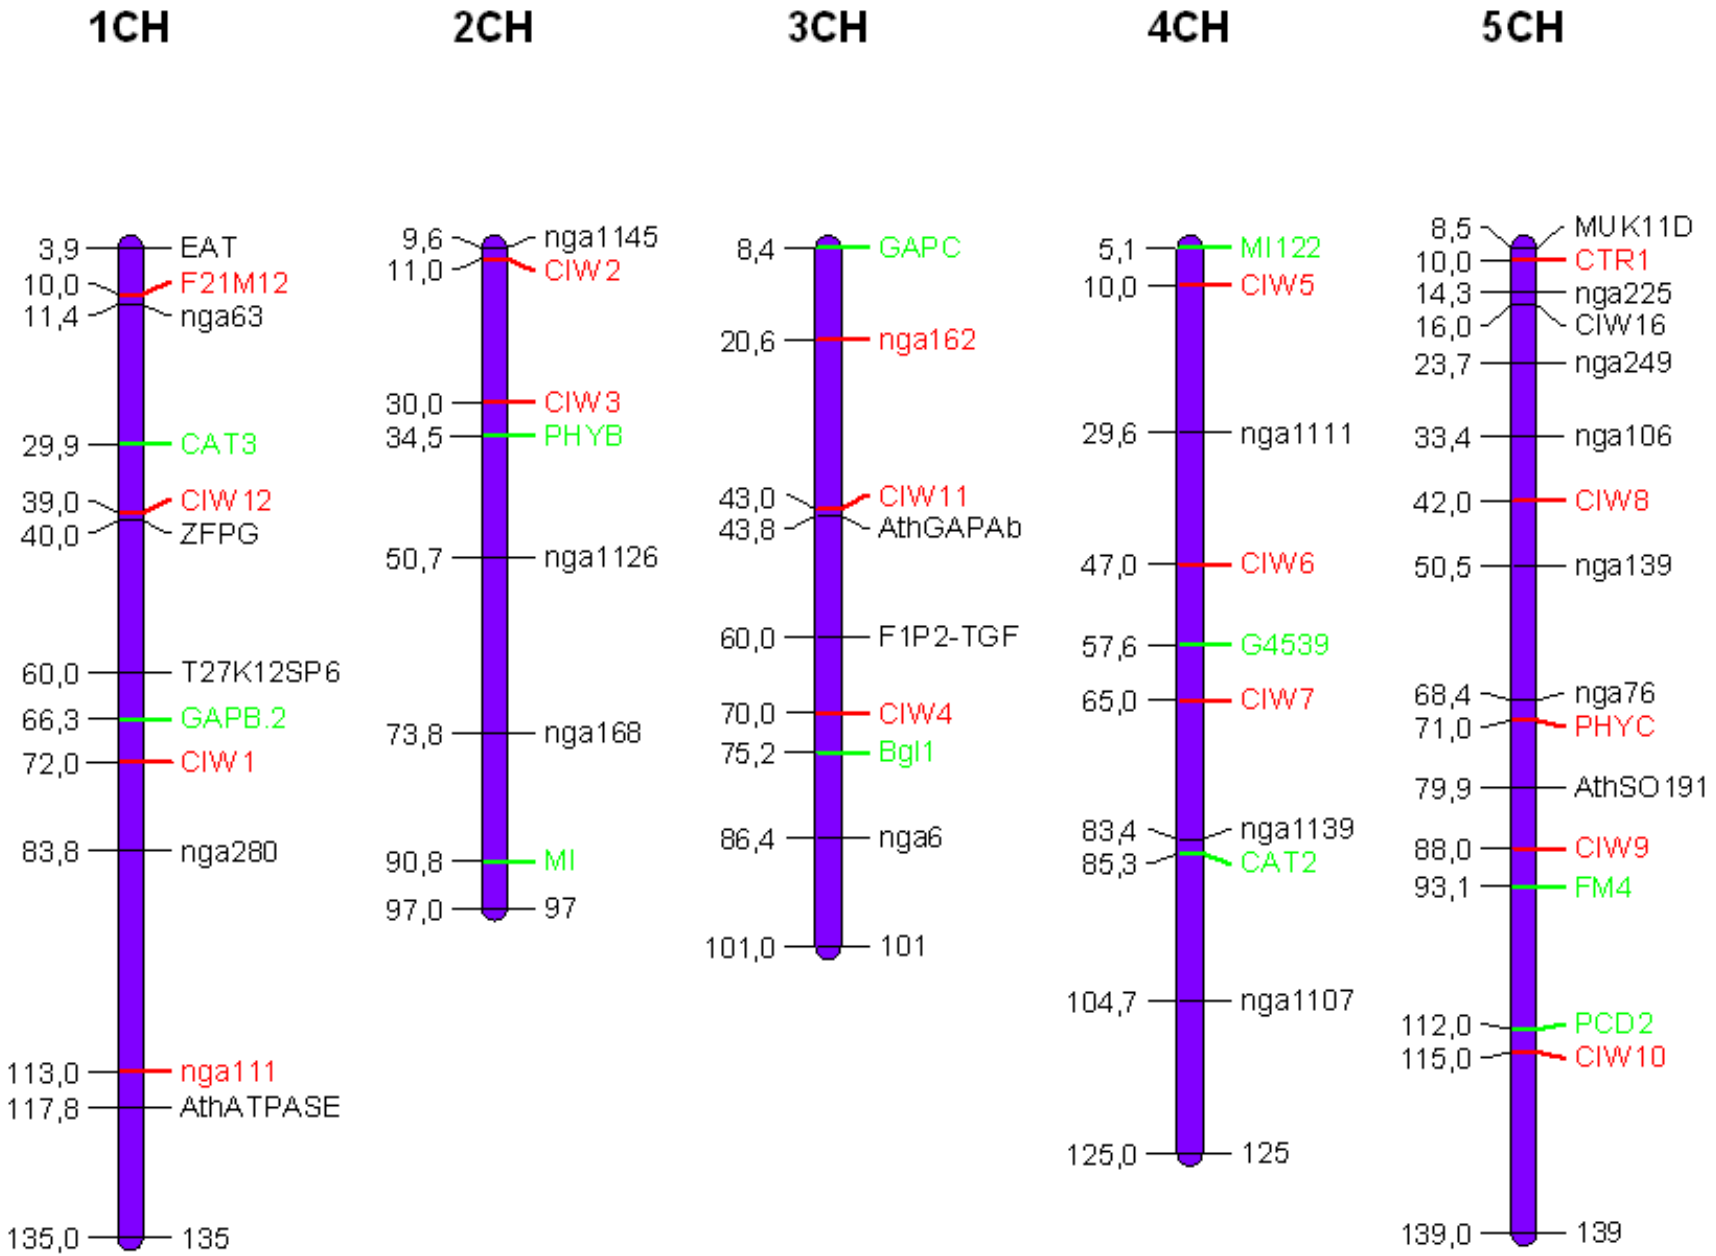 1CH
3,9 EAT
10,0 F21M12
11,4 nga63
29,9 CAT3
39,0 CIW12
40,0 ZFPG
60,0 T27K12SP6
66,3 GAPB.2
72,0 CIW1
83,8 nga280
113,0 nga111
117,8 AthATPASE
135,0 135
2CH
9,6 nga1145
11,0 CIW2
30,0 CIW3
34,5 PHYB
50,7 nga1126
73,8 nga168
90,8 MI
97,0 97
3CH
8,4 GAPC
20,6 nga162
43,0 CIW11
43,8 AthGAPAb
60,0 F1P2-TGF
70,0 CIW4
75,2 Bgl1
86,4 nga6
101,0 101
4CH
5,1 MI122
10,0 CIW5
29,6 nga1111
47,0 CIW6
57,6 G4539
65,0 CIW7
83,4 nga1139
85,3 CAT2
104,7 nga1107
125,0 125
5CH
8,5 MUK11D
10,0 CTR1
14,3 nga225
16,0 CIW16
23,7 nga249
33,4 nga106
42,0 CIW8
50,5 nga139
68,4 nga76
71,0 PHYC
79,9 AthSO191
88,0 CIW9
93,1 FM4
112,0 PCD2
115,0 CIW10
139,0 139